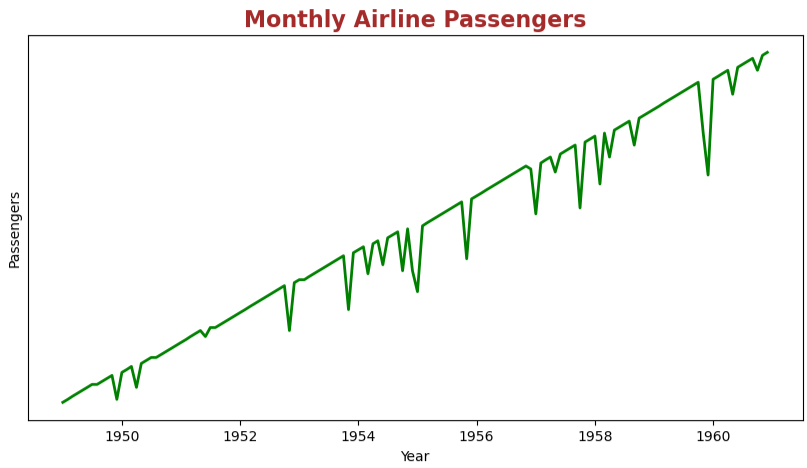 Monthly Airline Passengers
Passengers
1950 1952 1954 1956 1958 1960
Year